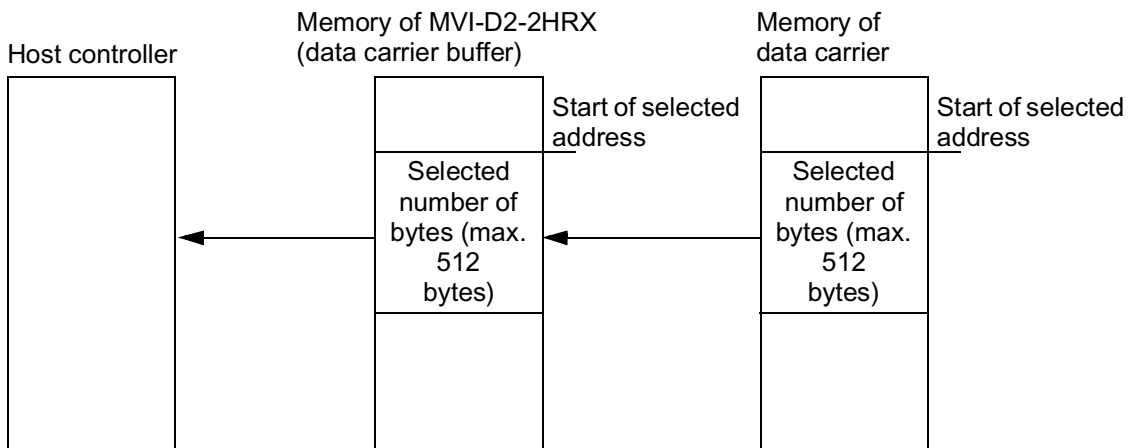 Host controller
Memory of MVI-D2-2HRX
(data carrier buffer)
Memory of
data carrier
Start of selected
address
Start of selected
address
Selected
number of
bytes (max.
512
bytes)
Selected
number of
bytes (max.
512
bytes)